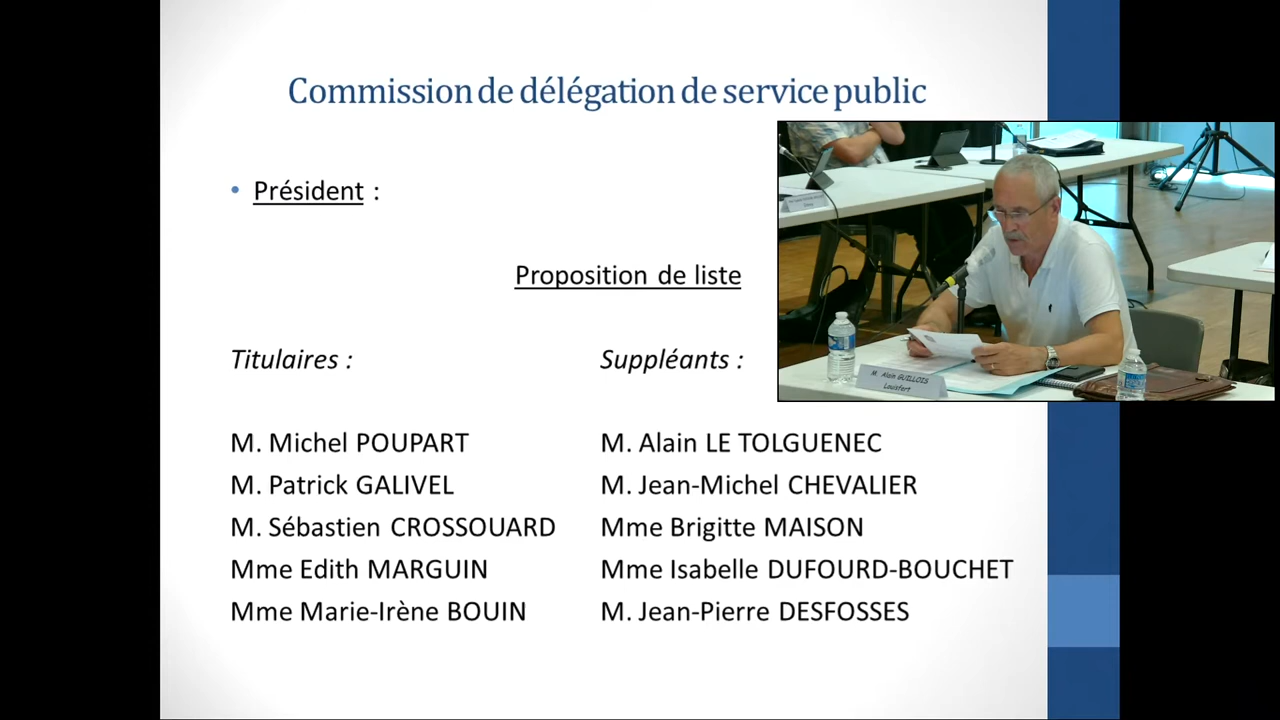 Commission de délégation de service public
• Président :
Proposition de liste
Titulaires :
Suppléants :
M. Michel POUPART
M. Alain LE TOLGUENEC
M. Patrick GALIVEL
M. Jean-Michel CHEVALIER
M. Sébastien CROSSOUARD
Mme Brigitte MAISON
Mme Edith MARGUIN
Mme Isabelle DUFOURD-BOUCHET
Mme Marie-Irène BOUIN
M. Jean-Pierre DESFOSSES
M. Alain GUILLOIS
Louisfert